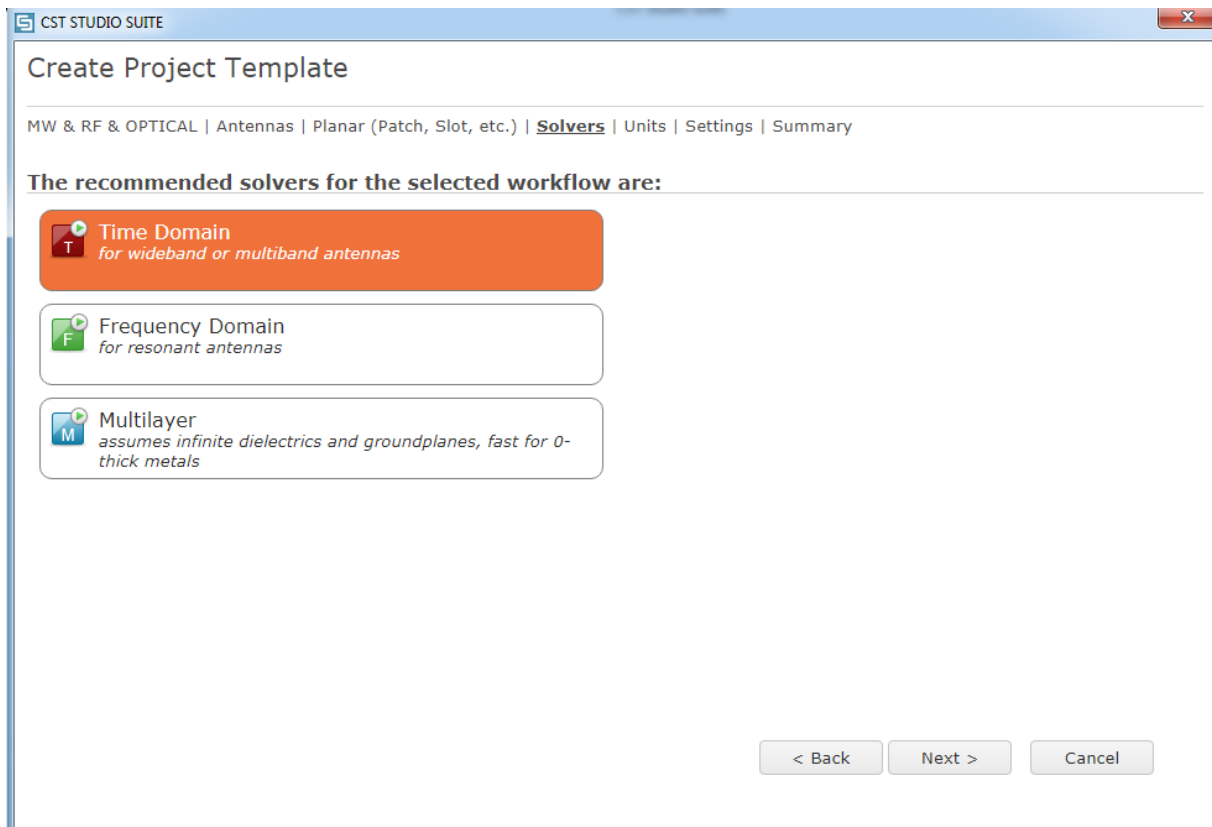 CST STUDIO SUITE
Create Project Template
MW & RF & OPTICAL | Antennas | Planar (Patch, Slot, etc.) | Solvers | Units | Settings | Summary
The recommended solvers for the selected workflow are:
T
Time Domain
for wideband or multiband antennas
F
Frequency Domain
for resonant antennas
M
Multilayer
assumes infinite dielectrics and groundplanes, fast for 0-
thick metals
< Back
Next >
Cancel